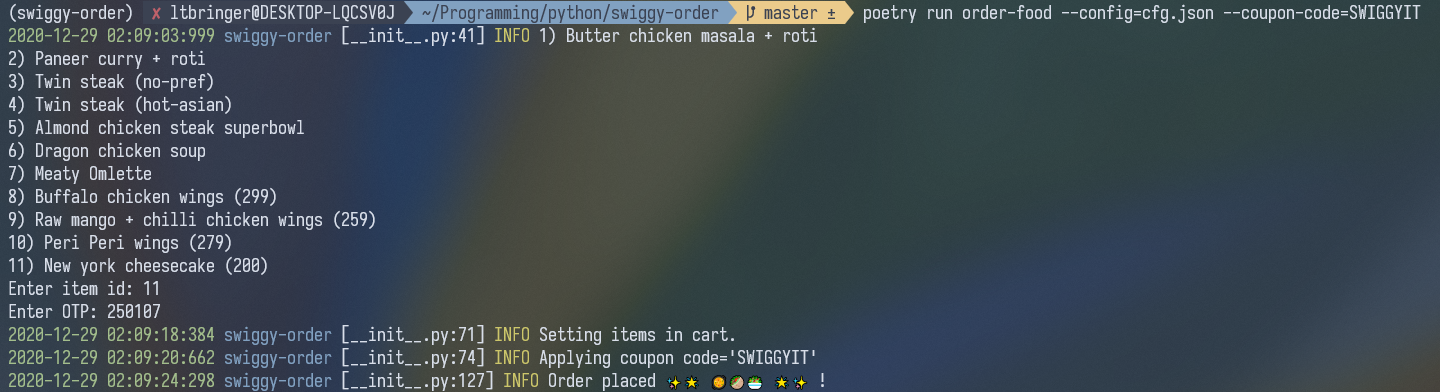 (swiggy-order) ✘ ltbringer@DESKTOP-LQCSV0J ~/Programming/python/swiggy-order master ± poetry run order-food --config=cfg.json --coupon-code=SWIGGYIT
2020-12-29 02:09:03:999 swiggy-order [__init__.py:41] INFO 1) Butter chicken masala + roti
2) Paneer curry + roti
3) Twin steak (no-pref)
4) Twin steak (hot-asian)
5) Almond chicken steak superbowl
6) Dragon chicken soup
7) Meaty Omlette
8) Buffalo chicken wings (299)
9) Raw mango + chilli chicken wings (259)
10) Peri Peri wings (279)
11) New york cheesecake (200)
Enter item id: 11
Enter OTP: 250107
2020-12-29 02:09:18:384 swiggy-order [__init__.py:71] INFO Setting items in cart.
2020-12-29 02:09:20:662 swiggy-order [__init__.py:74] INFO Applying coupon code='SWIGGYIT'
2020-12-29 02:09:24:298 swiggy-order [__init__.py:127] INFO Order placed ✨🌟 🍊🥙🥗 🌟✨ !